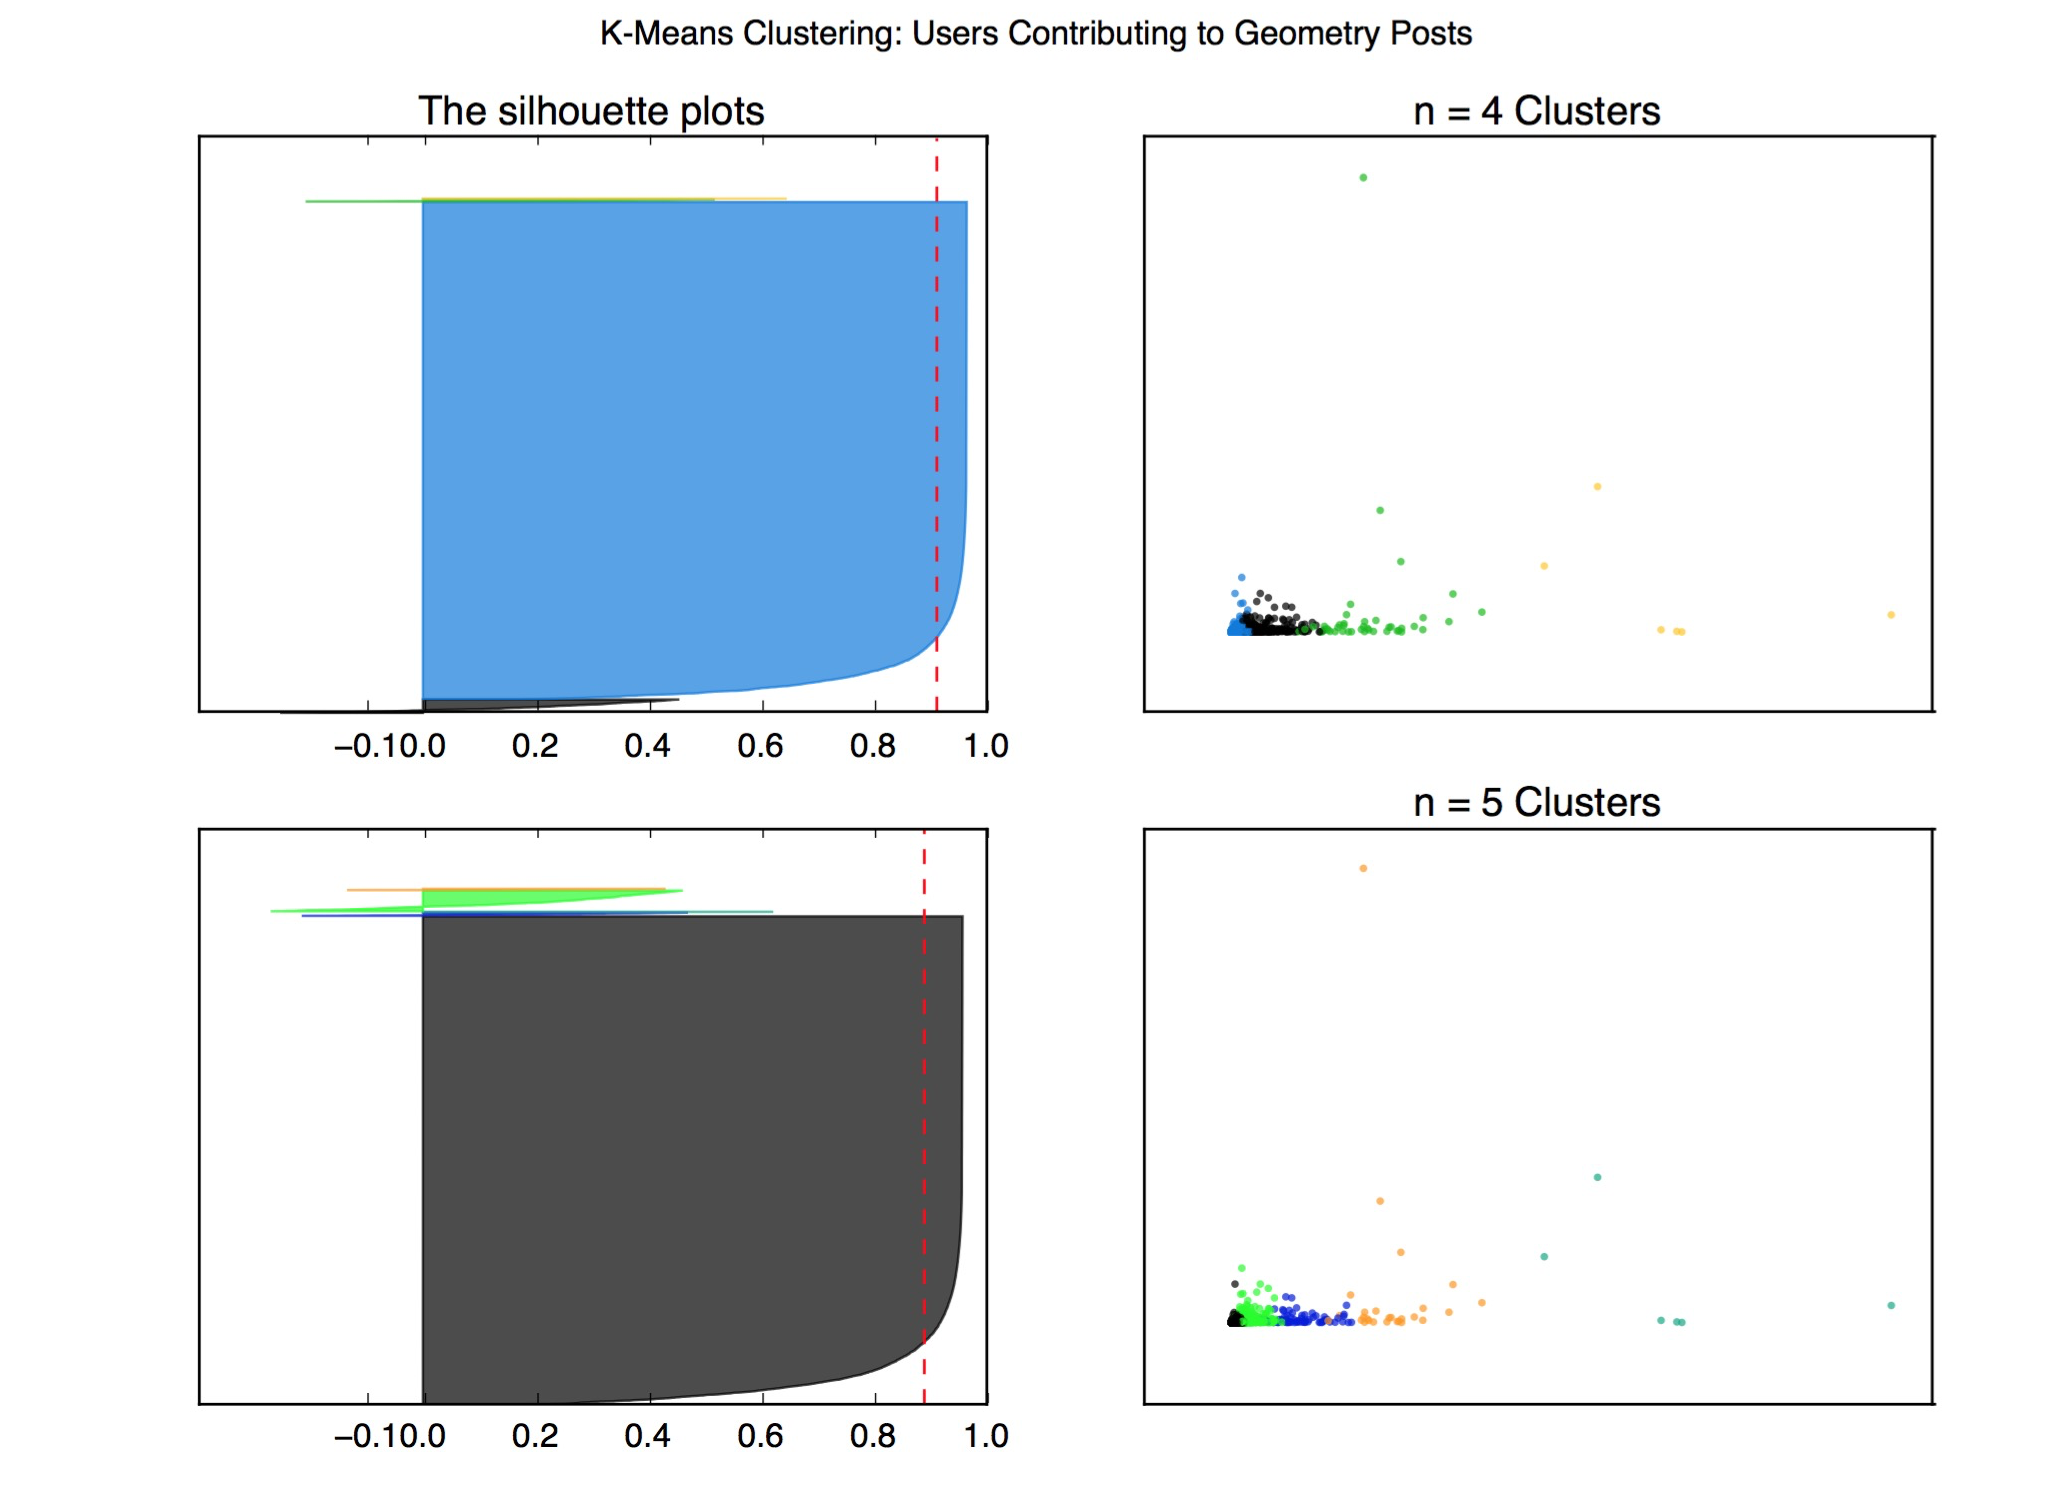 K-Means Clustering: Users Contributing to Geometry Posts
The silhouette plots
n = 4 Clusters
−0.10.0 0.2 0.4 0.6 0.8 1.0
n = 5 Clusters
−0.10.0 0.2 0.4 0.6 0.8 1.0